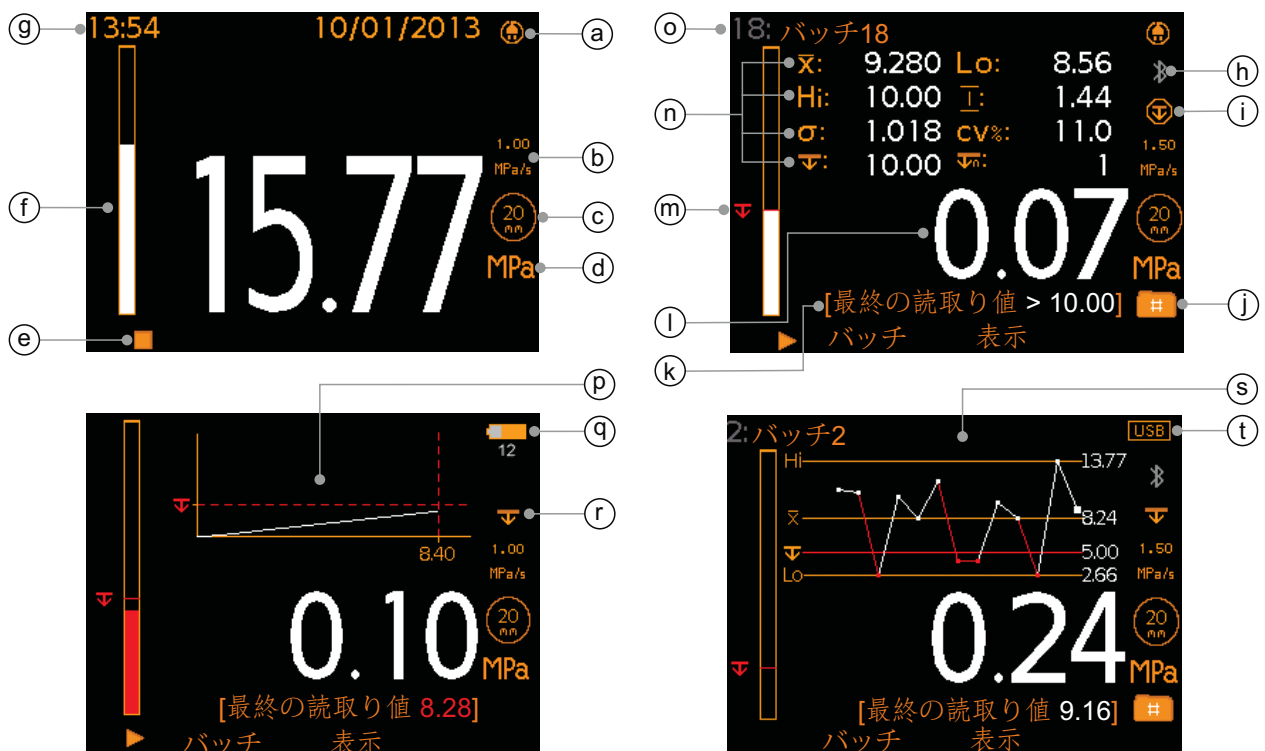 g 13:54 10/01/2013 a
1.00 b
MPa/s
f 15.77 20 c
mm
MPa d
e
o 18: バッチ18
x̄: 9.280 Lo: 8.56 h
n Hi: 10.00 I: 1.44 i
σ: 1.018 cv%: 11.0 1.50
10.00 n: 1 MPa/s
m 0.07 20
mm
l MPa
[最終の読取り値 > 10.00] # j
k バッチ 表示
p
q
12
r
8.40 1.00
MPa/s
0.10 20
mm
MPa
[最終の読取り値 8.28]
バッチ 表示
s
2: バッチ2 USB t
Hi 13.77
x̄ 8.24
5.00 1.50
Lo 2.66 MPa/s
0.24 20
mm
MPa
[最終の読取り値 9.16] #
バッチ 表示